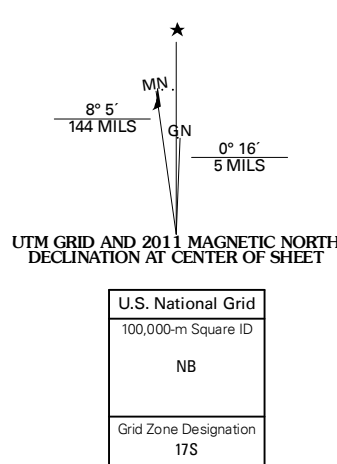 MN
8° 5´
144 MILS
GN
0° 16´
5 MILS
UTM GRID AND 2011 MAGNETIC NORTH
DECLINATION AT CENTER OF SHEET
U.S. National Grid
100,000-m Square ID
NB
Grid Zone Designation
17S